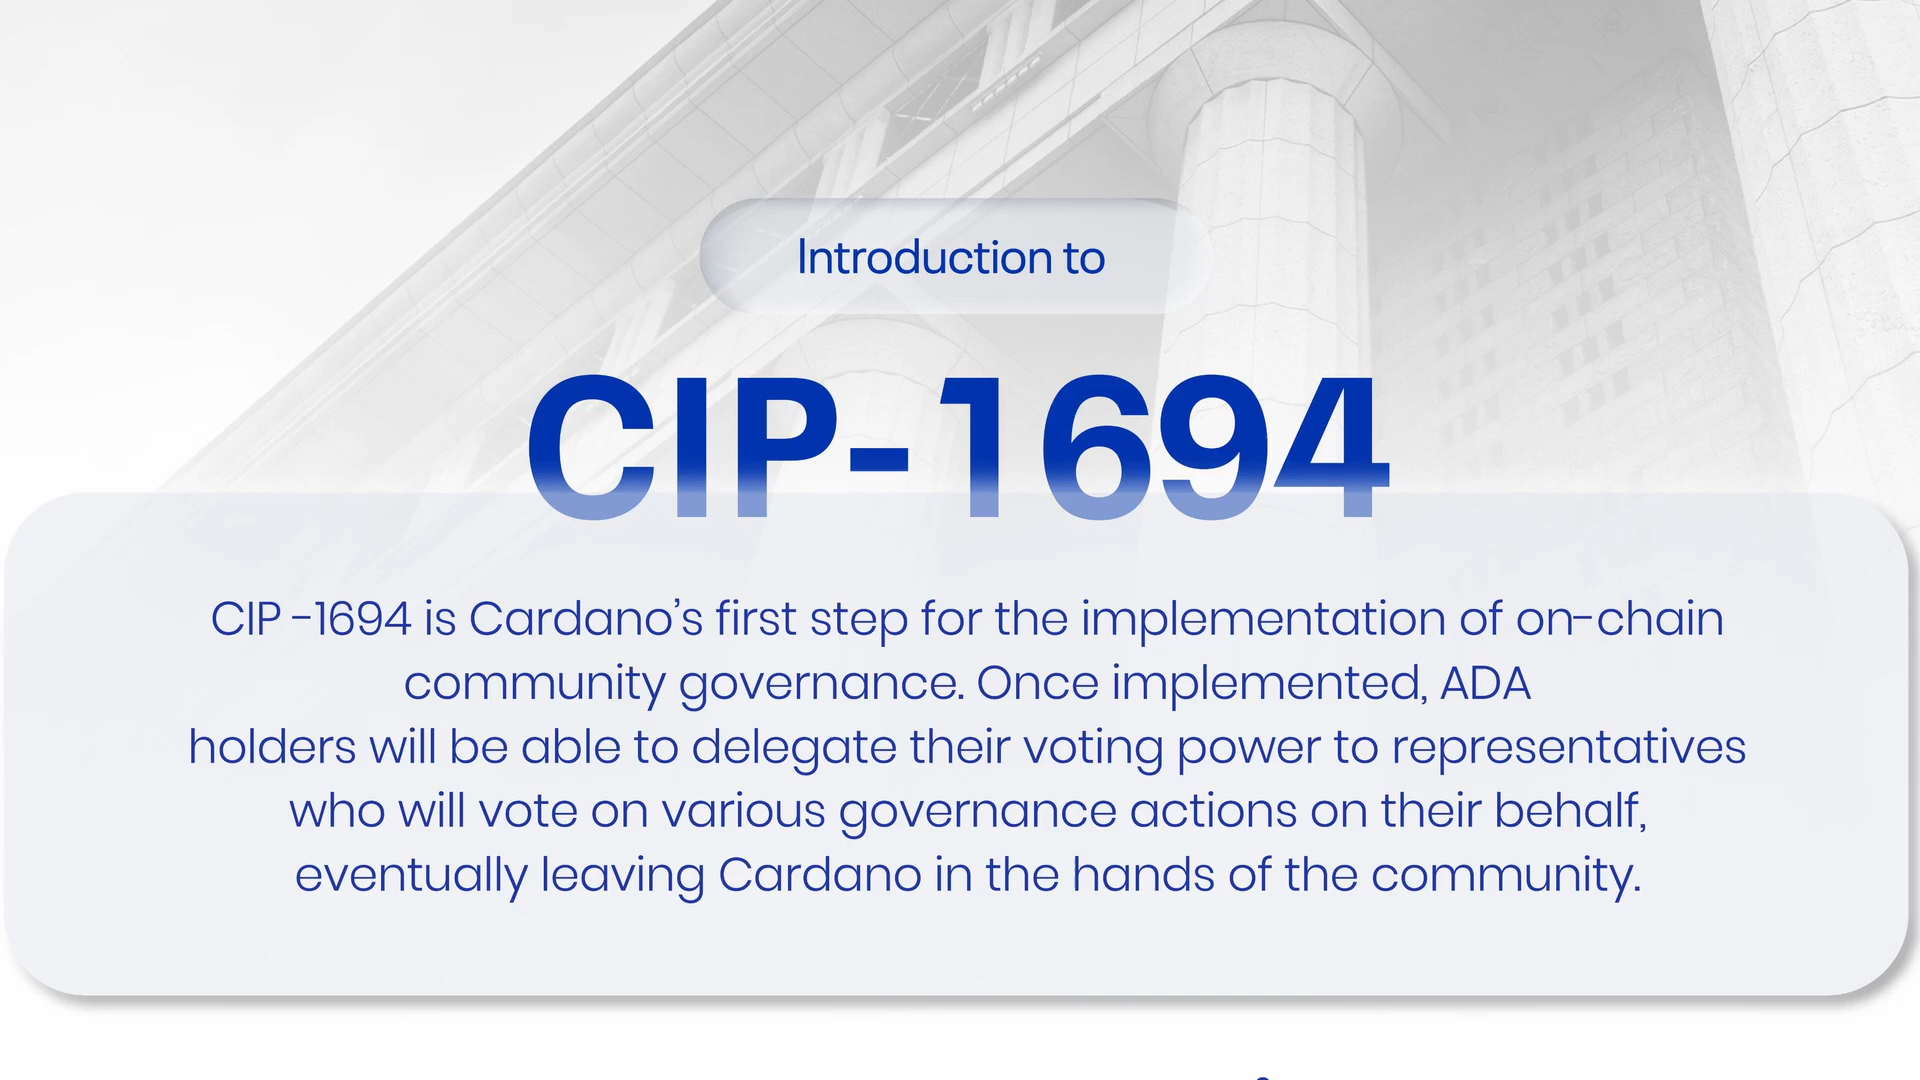 Introduction to
CIP-1694
CIP -1694 is Cardano’s first step for the implementation of on-chain
community governance. Once implemented, ADA
holders will be able to delegate their voting power to representatives
who will vote on various governance actions on their behalf,
eventually leaving Cardano in the hands of the community.